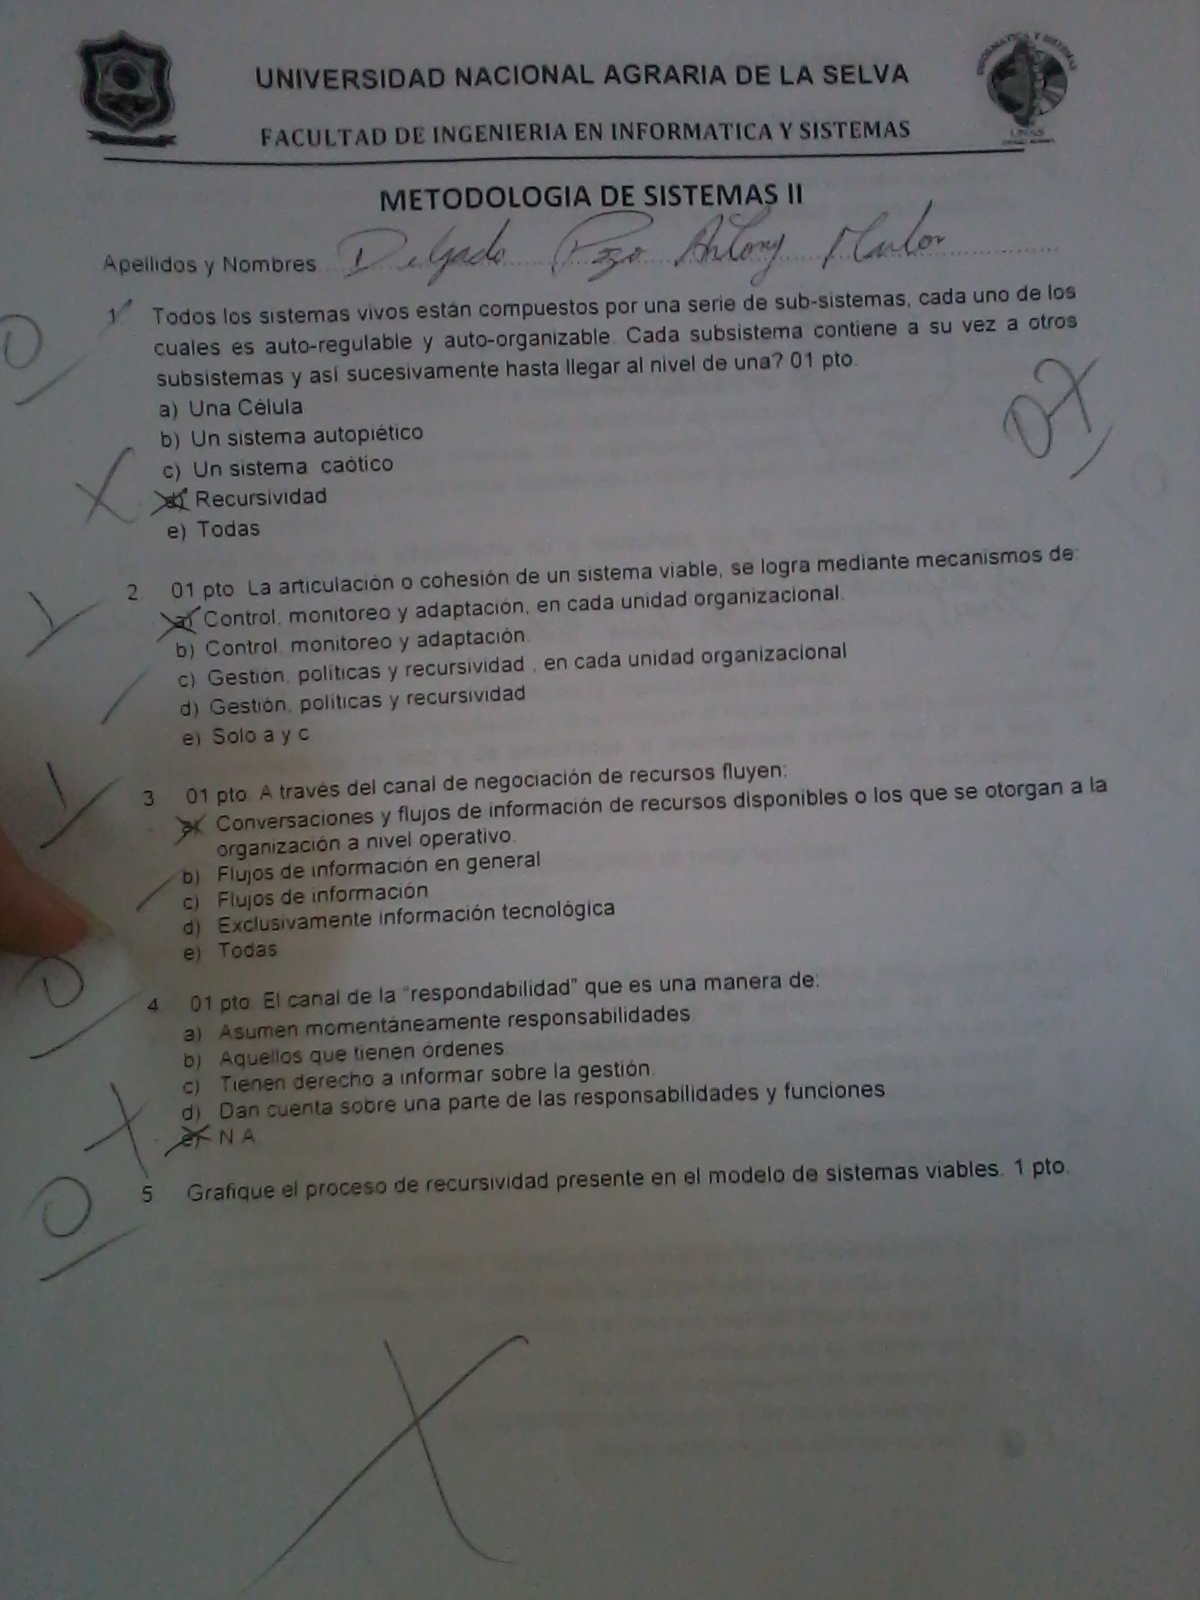 UNIVERSIDAD NACIONAL AGRARIA DE LA SELVA
FACULTAD DE INGENIERIA EN INFORMATICA Y SISTEMAS
UNAS
METODOLOGIA DE SISTEMAS II
Apellidos y Nombres Delgado Pozo Antony Marlon
1 Todos los sistemas vivos están compuestos por una serie de sub-sistemas, cada uno de los
0
cuales es auto-regulable y auto-organizable. Cada subsistema contiene a su vez a otros
subsistemas y así sucesivamente hasta llegar al nivel de una? 01 pto.
07
a) Una Célula
b) Un sistema autopiético
c) Un sistema caótico
d) Recursividad
e) Todas
2 01 pto. La articulación o cohesión de un sistema viable, se logra mediante mecanismos de:
1
a) Control, monitoreo y adaptación, en cada unidad organizacional.
b) Control, monitoreo y adaptación.
c) Gestión, políticas y recursividad , en cada unidad organizacional
d) Gestión, políticas y recursividad
e) Solo a y c
1
3 01 pto. A través del canal de negociación de recursos fluyen:
a) Conversaciones y flujos de información de recursos disponibles o los que se otorgan a la
organización a nivel operativo.
b) Flujos de información en general
c) Flujos de información
d) Exclusivamente información tecnológica
e) Todas
0
4 01 pto. El canal de la "respondabilidad" que es una manera de:
a) Asumen momentáneamente responsabilidades.
b) Aquellos que tienen órdenes
c) Tienen derecho a informar sobre la gestión.
d) Dan cuenta sobre una parte de las responsabilidades y funciones
e) N.A.
0
5 Grafique el proceso de recursividad presente en el modelo de sistemas viables. 1 pto.